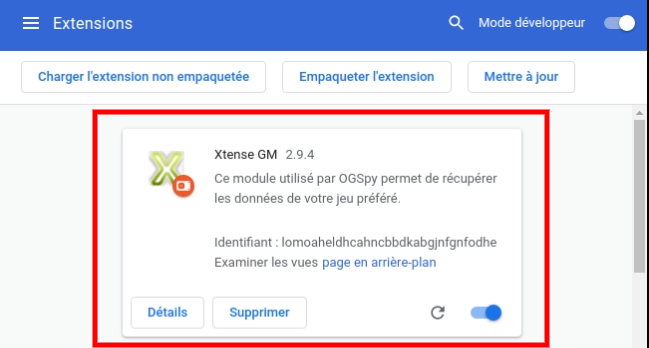 Extensions
Mode développeur
Charger l'extension non empaquetée
Empaqueter l'extension
Mettre à jour
Xtense GM 2.9.4
Ce module utilisé par OGSpy permet de récupérer
les données de votre jeu préféré.
Identifiant : lomoaheldhcahncbbdkabgjnfgnfodhe
Examiner les vues page en arrière-plan
Détails
Supprimer